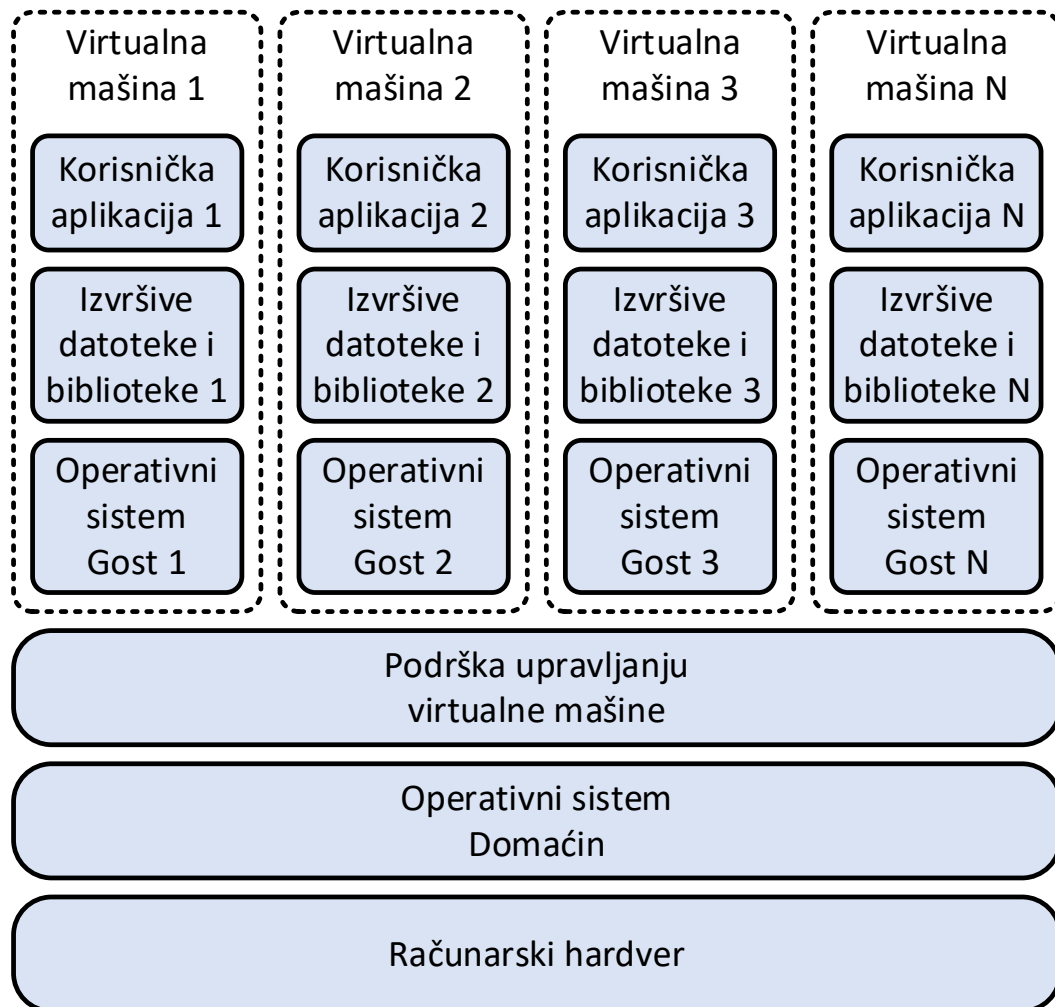 Virtualna
mašina 1
Korisnička
aplikacija 1
Izvršive
datoteke i
biblioteke 1
Operativni
sistem
Gost 1
Virtualna
mašina 2
Korisnička
aplikacija 2
Izvršive
datoteke i
biblioteke 2
Operativni
sistem
Gost 2
Virtualna
mašina 3
Korisnička
aplikacija 3
Izvršive
datoteke i
biblioteke 3
Operativni
sistem
Gost 3
Virtualna
mašina N
Korisnička
aplikacija N
Izvršive
datoteke i
biblioteke N
Operativni
sistem
Gost N
Podrška upravljanju
virtualne mašine
Operativni sistem
Domaćin
Računarski hardver